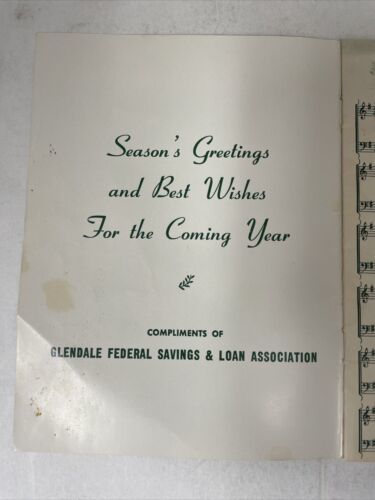 Season's Greetings
and Best Wishes
For the Coming Year
COMPLIMENTS OF
GLENDALE FEDERAL SAVINGS & LOAN ASSOCIATION